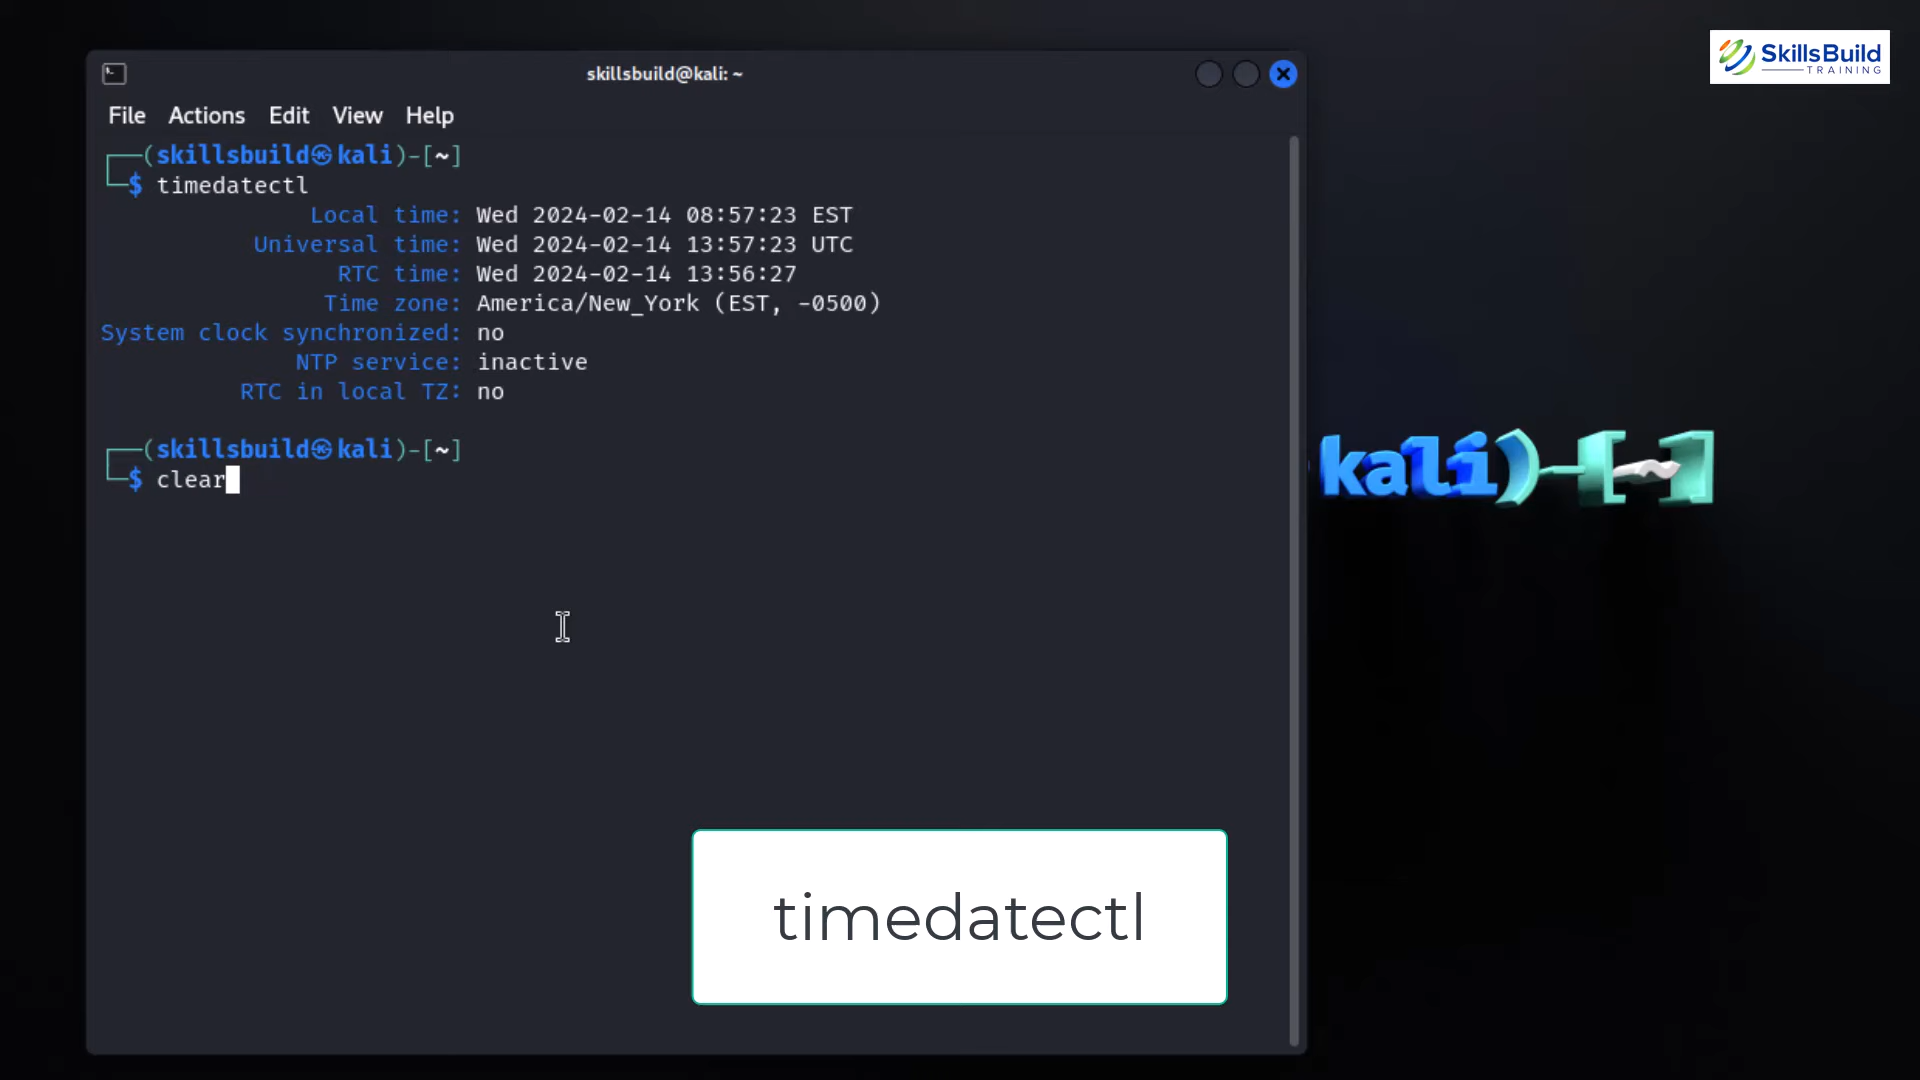 SkillsBuild
TRAINING
skillsbuild@kali: ~
File Actions Edit View Help
┌──(skillsbuild㉿kali)-[~]
└─$ timedatectl
Local time: Wed 2024-02-14 08:57:23 EST
Universal time: Wed 2024-02-14 13:57:23 UTC
RTC time: Wed 2024-02-14 13:56:27
Time zone: America/New_York (EST, -0500)
System clock synchronized: no
NTP service: inactive
RTC in local TZ: no
┌──(skillsbuild㉿kali)-[~]
└─$ clear
kali)-[~]
timedatectl